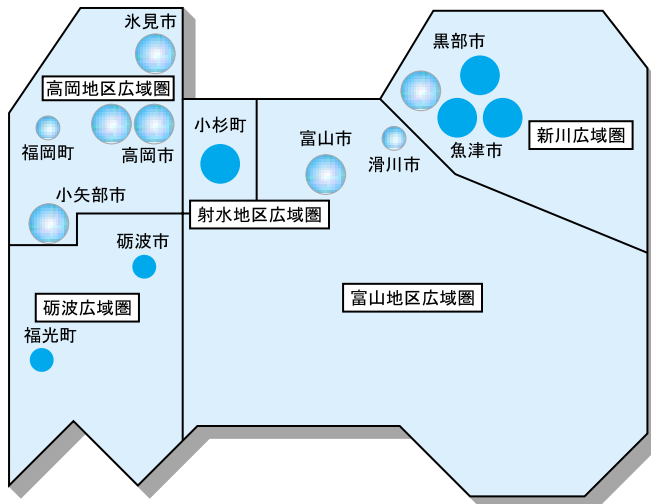 氷見市
高岡地区広域圏
福岡町
高岡市
小矢部市
砺波市
砺波広域圏
福光町
小杉町
射水地区広域圏
富山市
滑川市
富山地区広域圏
黒部市
魚津市
新川広域圏